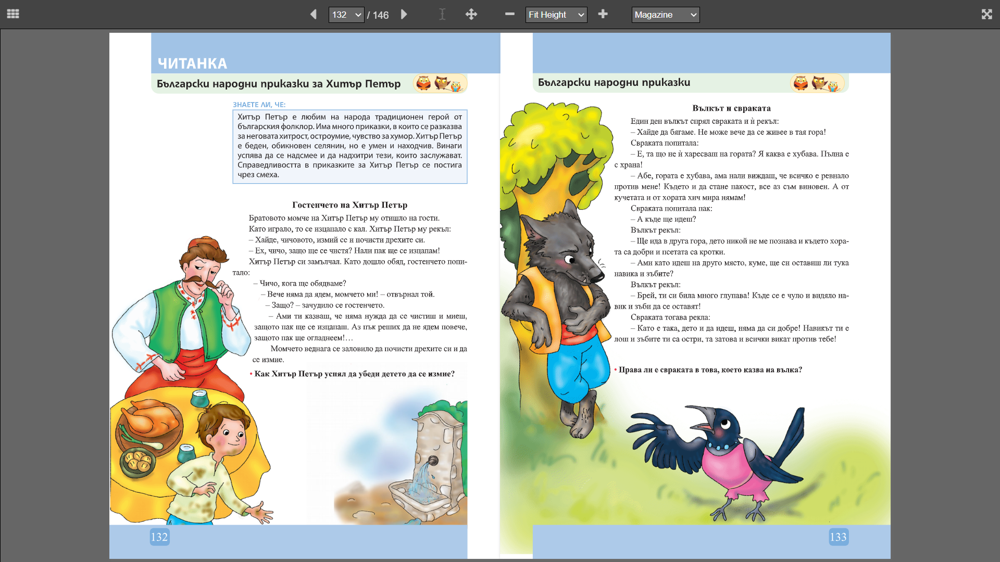 132 / 146 Fit Height Magazine
ЧИТАНКА
Български народни приказки за Хитър Петър
ЗНАЕТЕ ЛИ, ЧЕ:
Хитър Петър е любим на народа традиционен герой от
българския фолклор. Има много приказки, в които се разказва
за неговата хитрост, остроумие, чувство за хумор. Хитър Петър
е беден, обикновен селянин, но е умен и находчив. Винаги
успява да се надсмее и да надхитри тези, които заслужават.
Справедливостта в приказките за Хитър Петър се постига
чрез смеха.
Гостенчето на Хитър Петър
Братовото момче на Хитър Петър му отишло на гости.
Като играло, то се изцапало с кал. Хитър Петър му рекъл:
– Хайде, чичовото, измий се и почисти дрехите си.
– Ех, чичо, защо ще се чистя? Нали пак ще се изцапам!
Хитър Петър си замълчал. Като дошло обяд, гостенчето попи-
тало:
– Чичо, кога ще обядваме?
– Вече няма да ядем, момчето ми! – отвърнал той.
– Защо? – зачудило се гостенчето.
– Ами ти казваш, че няма нужда да се чистиш и миеш,
защото пак ще се изцапаш. Аз пък реших да не ядем повече,
защото пак ще огладнеем!…
Момчето веднага се заловило да почисти дрехите си и да
се измие.
• Как Хитър Петър успял да убеди детето да се измие?
132
Български народни приказки
Вълкът и свраката
Един ден вълкът спрял свраката и ѝ рекъл:
– Хайде да бягаме. Не може вече да се живее в тая гора!
Свраката попитала:
– Е, та що не ѝ харесваш на гората? Я каква е хубава. Пълна е
с храна!
– Абе, гората е хубава, ама нали виждаш, че всичко е ревнало
против мене! Където и да стане пакост, все аз съм виновен. А от
кучетата и от хората хич мира нямам!
Свраката попитала пак:
– А къде ще идеш?
Вълкът рекъл:
– Ще ида в друга гора, дето никой не ме познава и където хора-
та са добри и псетата са кротки.
– Ами като идеш на друго място, куме, ще си оставиш ли тука
навика и зъбите?
Вълкът рекъл:
– Брей, ти си била много глупава! Къде се е чуло и видяло на-
вик и зъби да се оставят!
Свраката тогава рекла:
– Като е така, дето и да идеш, няма да си добре! Навикът ти е
лош и зъбите ти са остри, та затова и всички викат против тебе!
• Права ли е свраката в това, което казва на вълка?
133